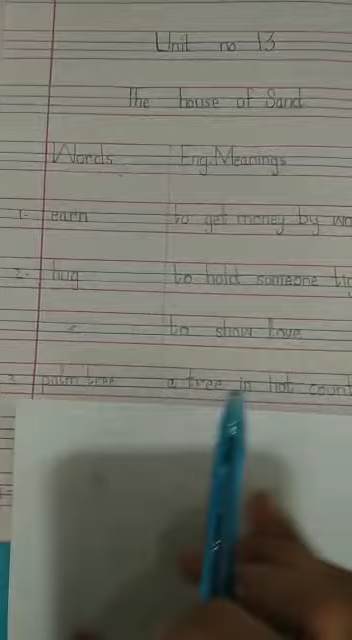 Unit no 13
The house of Sand
Words Eng.Meanings
1- earn to get money by
2- hug to hold someone
to show love
3 palm tree a tree in hot